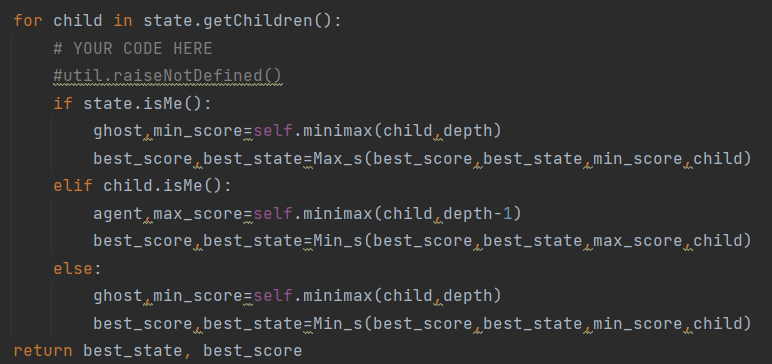 for child in state.getChildren():
    # YOUR CODE HERE
    #util.raiseNotDefined()
    if state.isMe():
        ghost,min_score=self.minimax(child,depth)
        best_score,best_state=Max_s(best_score,best_state,min_score,child)
    elif child.isMe():
        agent,max_score=self.minimax(child,depth-1)
        best_score,best_state=Min_s(best_score,best_state,max_score,child)
    else:
        ghost,min_score=self.minimax(child,depth)
        best_score,best_state=Min_s(best_score,best_state,min_score,child)
return best_state, best_score